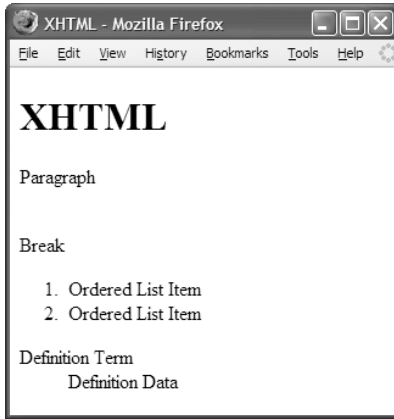 XHTML - Mozilla Firefox
File Edit View History Bookmarks Tools Help
XHTML
Paragraph
Break
1. Ordered List Item
2. Ordered List Item
Definition Term
Definition Data